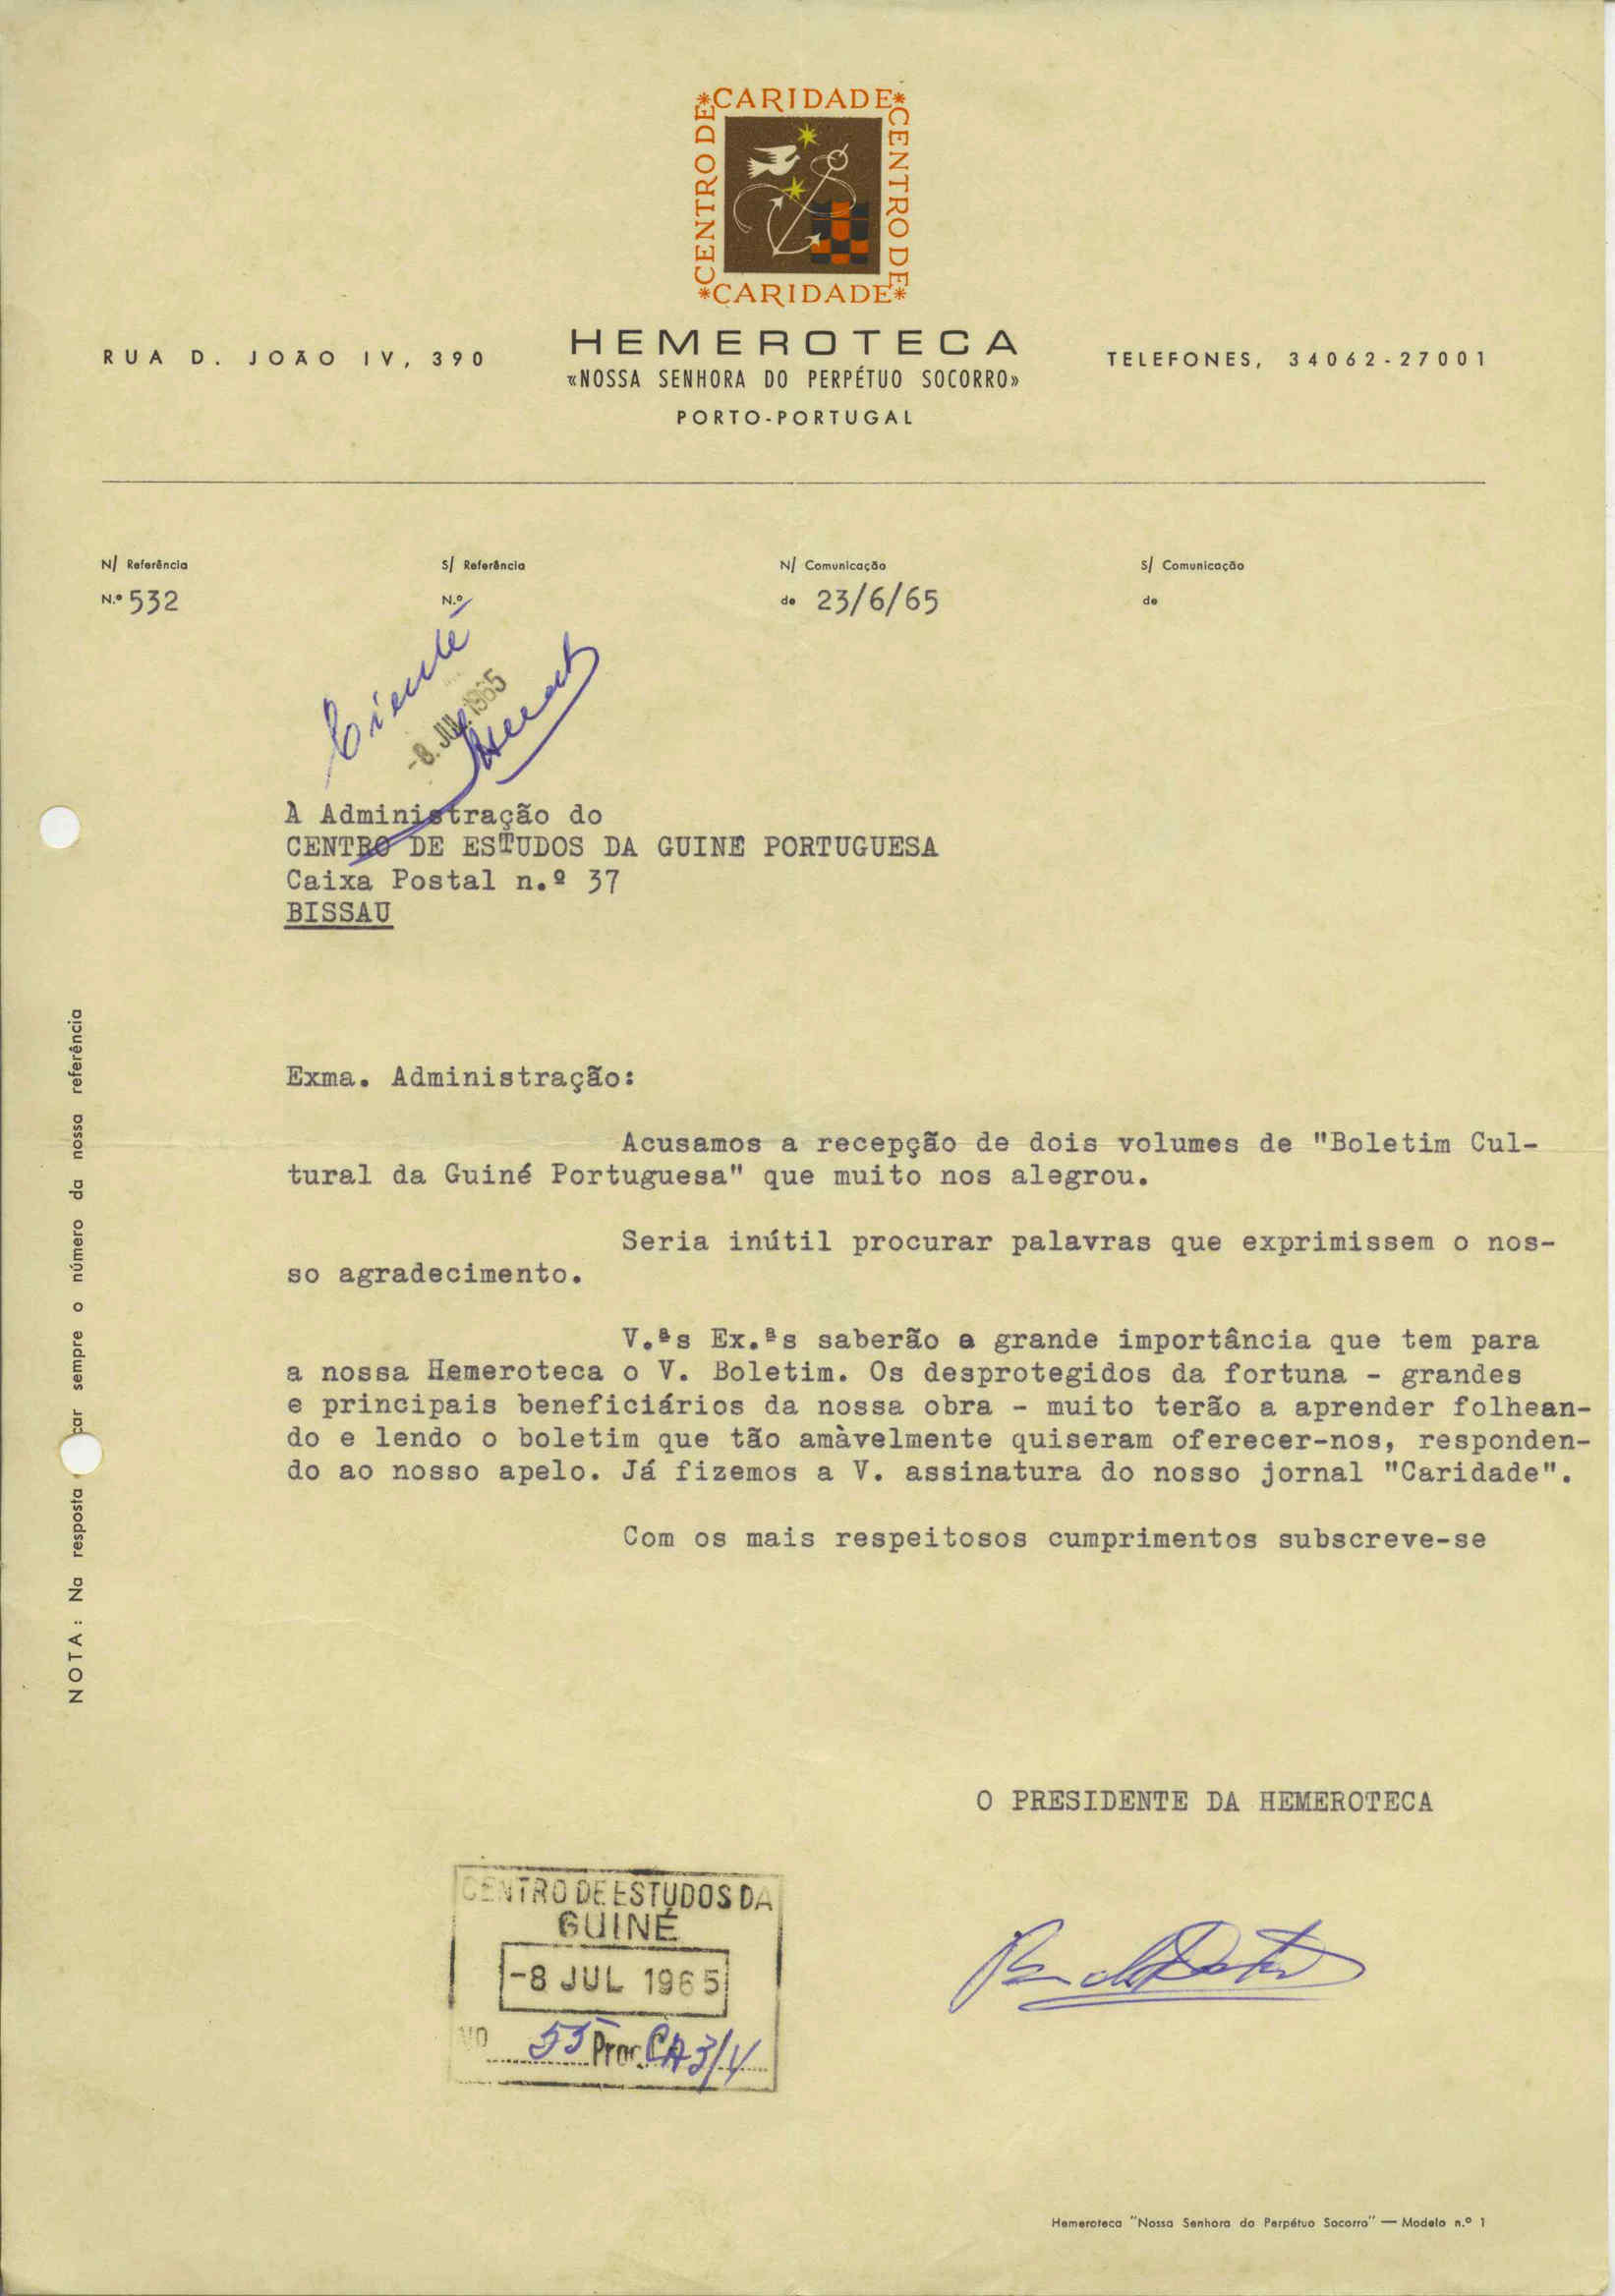 *CARIDADE*
CENTRO DE
CENTRO DE
*CARIDADE*
HEMEROTECA
RUA D. JOÃO IV, 390
«NOSSA SENHORA DO PERPÉTUO SOCORRO»
TELEFONES, 34062-27001
PORTO-PORTUGAL
N/ Referência
S/ Referência
N/ Comunicação
S/ Comunicação
N.º 532
N.º
de 23/6/65
de
Ciente
-8. JUL. 1965
A Administração do
CENTRO DE ESTUDOS DA GUINE PORTUGUESA
Caixa Postal n.º 37
BISSAU
Exma. Administração:
Acusamos a recepção de dois volumes de "Boletim Cul-
tural da Guiné Portuguesa" que muito nos alegrou.
Seria inútil procurar palavras que exprimissem o nos-
so agradecimento.
V.ªs Ex.ªs saberão a grande importância que tem para
a nossa Hemeroteca o V. Boletim. Os desprotegidos da fortuna - grandes
e principais beneficiários da nossa obra - muito terão a aprender folhean-
do e lendo o boletim que tão amàvelmente quiseram oferecer-nos, responden-
do ao nosso apelo. Já fizemos a V. assinatura do nosso jornal "Caridade".
Com os mais respeitosos cumprimentos subscreve-se
NOTA: Na resposta car sempre o número da nossa referência
O PRESIDENTE DA HEMEROTECA
CENTRO DE ESTUDOS DA
GUINÉ
-8 JUL 1965
Nº 55 Proc. CA 3/4
Hemeroteca "Nossa Senhora do Perpétuo Socorro" — Modelo n.º 1